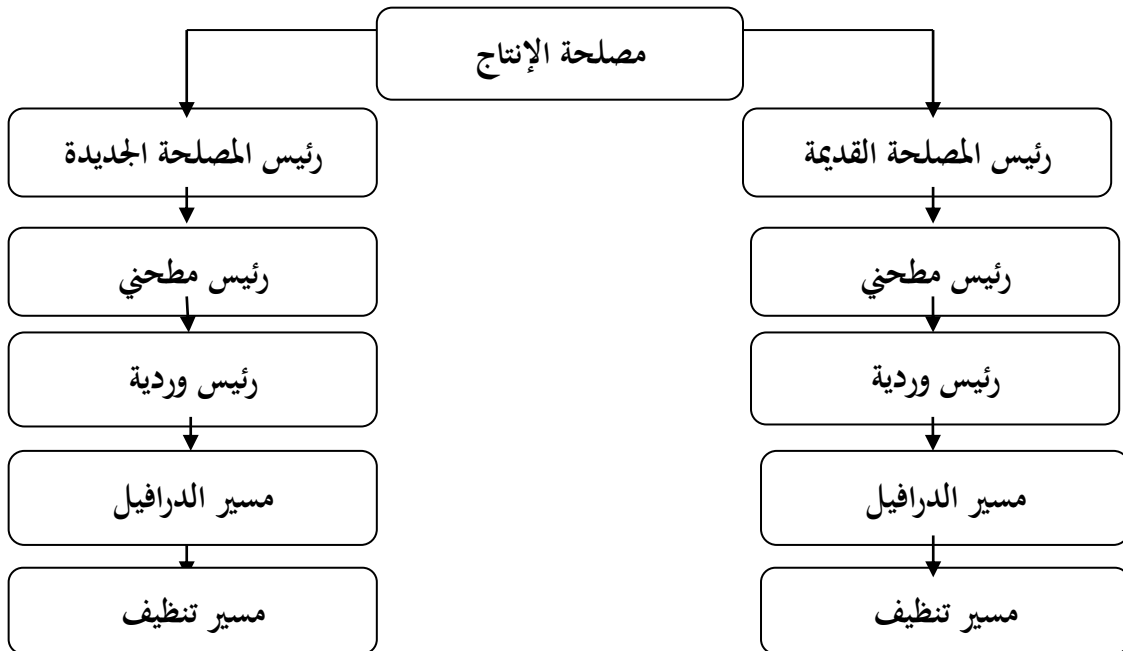 مصلحة الإنتاج
رئيس المصلحة القديمة
رئيس المصلحة الجديدة
رئيس مطحني
رئيس مطحني
رئيس وردية
رئيس وردية
مسير الدرافيل
مسير الدرافيل
مسير تنظيف
مسير تنظيف